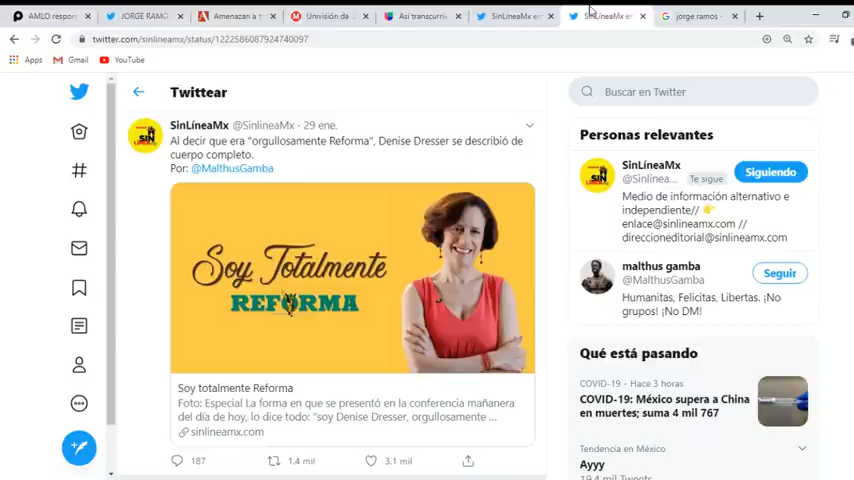 AMLO respon
JORGE RAMO
Amenazan a
Univisión da
Así transcurrie
SinLíneaMx en
SinLíneaMx en
jorge ramos -
twitter.com/sinlineamx/status/1222586087924740097
Apps
Gmail
YouTube
Twittear
Buscar en Twitter
SinLíneaMx @SinlineaMx · 29 ene.
Al decir que era "orgullosamente Reforma", Denise Dresser se describió de
cuerpo completo.
Por: @MalthusGamba
Soy Totalmente
REFORMA
Soy totalmente Reforma
Foto: Especial La forma en que se presentó en la conferencia mañanera
del día de hoy, lo dice todo: "soy Denise Dresser, orgullosamente ...
sinlineamx.com
187
1,4 mil
3.1 mil
Personas relevantes
SinLíneaMx
@Sinlinea... Te sigue
Siguiendo
Medio de información alternativo e
independiente//
enlace@sinlineamx.com //
direccioneditorial@sinlineamx.com
malthus gamba
@MalthusGamba
Seguir
Humanitas, Felicitas, Libertas. ¡No
grupos! ¡No DM!
Qué está pasando
COVID-19 · Hace 3 horas
COVID-19: México supera a China
en muertes; suma 4 mil 767
Tendencia en México
Ayyy
19.4 mil Tweets